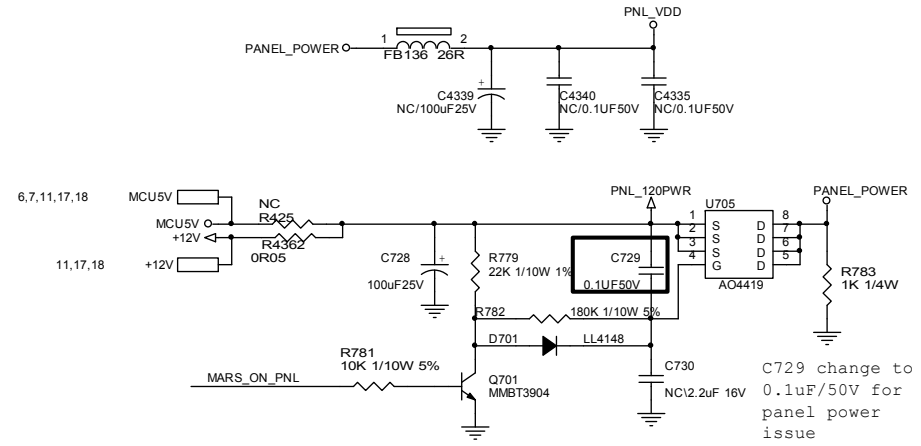 PNL_VDD
PANEL_POWER
1
2
FB136 26R
C4339
NC/100uF25V
C4340
NC/0.1UF50V
C4335
NC/0.1UF50V
6,7,11,17,18
MCU5V
MCU5V
+12V
11,17,18
+12V
NC
R425
R4362
0R05
C728
100uF25V
R779
22K 1/10W 1%
PNL_120PWR
C729
0.1UF50V
U705
1
2
3
4
S
S
S
G
D
D
D
D
8
7
6
5
AO4419
PANEL_POWER
R783
1K 1/4W
R782
180K 1/10W 5%
D701
LL4148
R781
10K 1/10W 5%
MARS_ON_PNL
Q701
MMBT3904
C730
NC\2.2uF 16V
C729 change to
0.1uF/50V for
panel power
issue